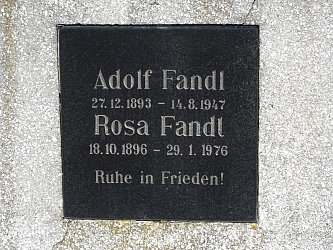 Adolf Fandl
27.12.1893 – 14.8.1947
Rosa Fandl
18.10.1896 – 29.1.1976
Ruhe in Frieden!